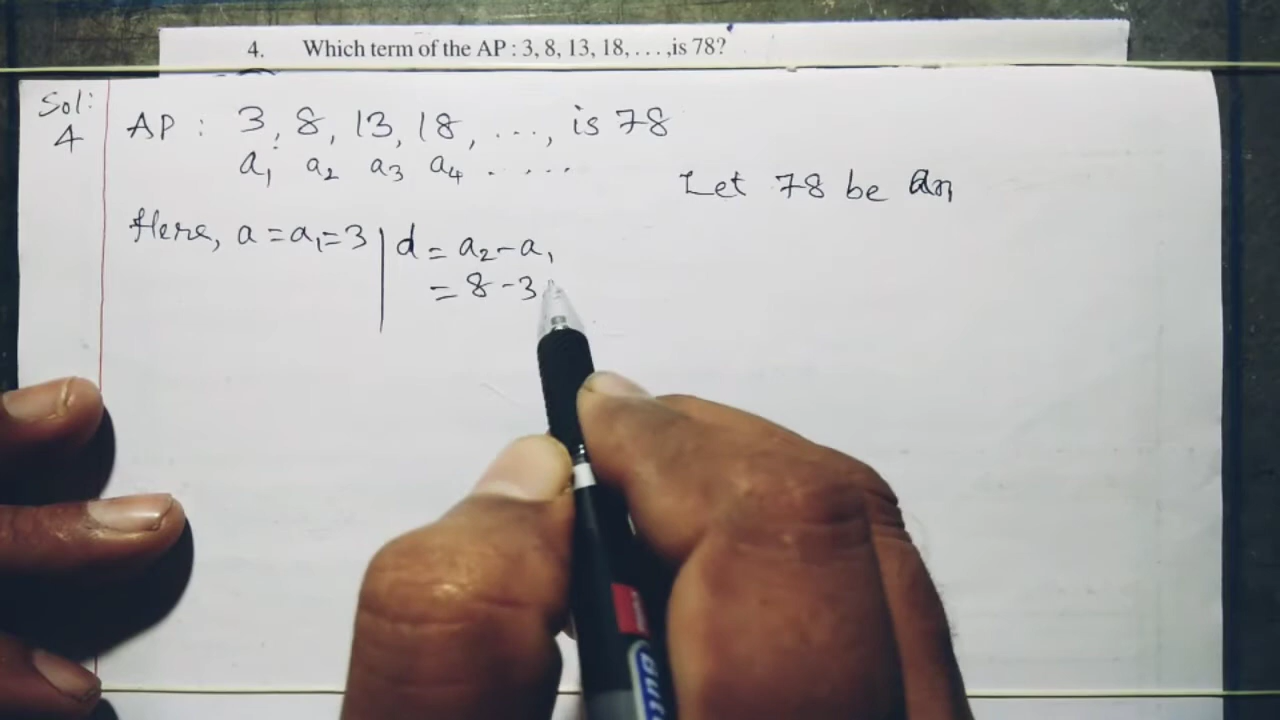 4. Which term of the AP : 3, 8, 13, 18, . . . . ,is 78?
Sol:
4
AP : 3, 8, 13, 18, ..., is 78
a₁ a₂ a₃ a₄ . . . . .
Let 78 be an
Here, a = a₁ = 3 | d = a₂ - a₁
= 8 - 3